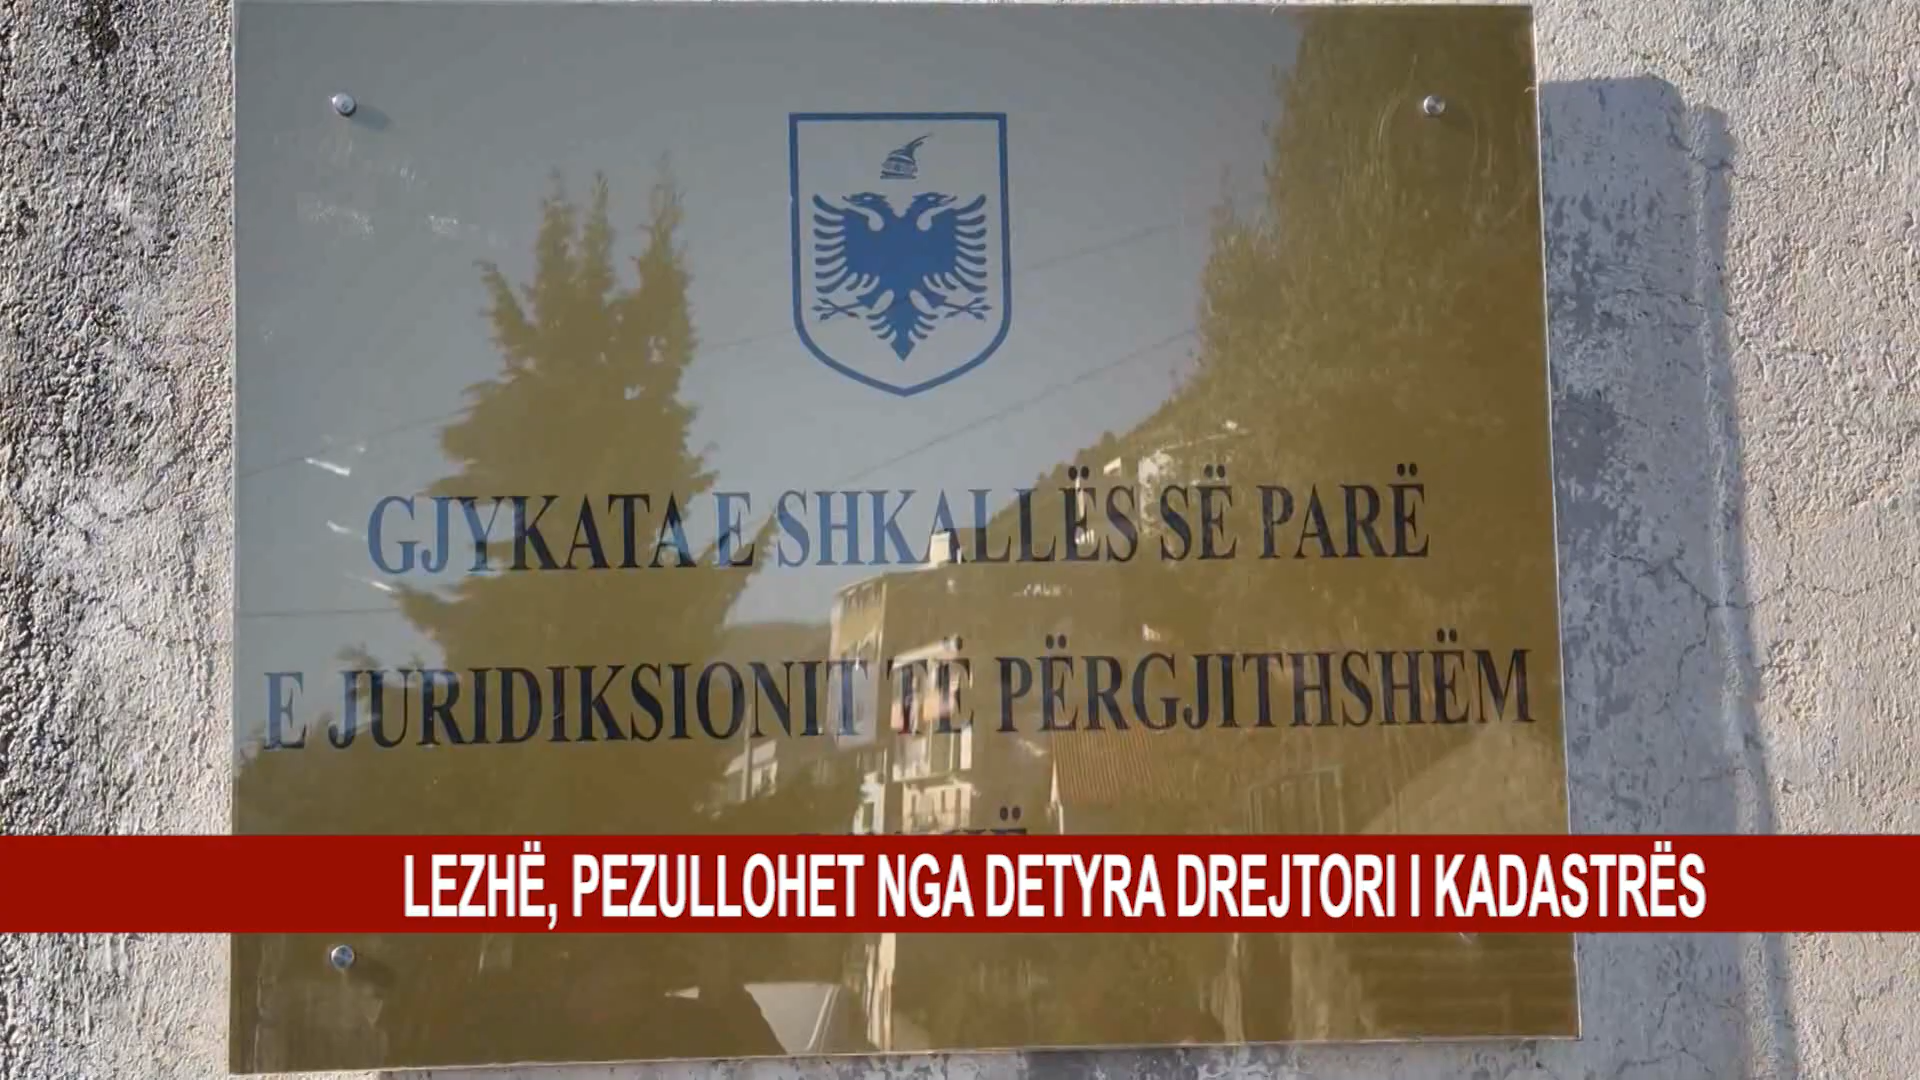 GJYKATA E SHKALLËS SË PARË
E JURIDIKSIONIT TË PËRGJITHSHËM
LEZHË, PEZULLOHET NGA DETYRA DREJTORI I KADASTRËS